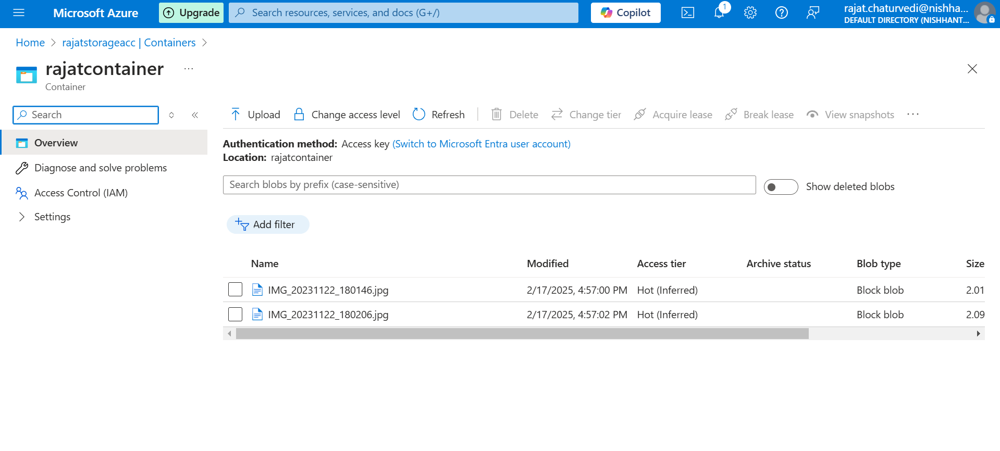 Microsoft Azure
Upgrade
Search resources, services, and docs (G+/)
Copilot
1
rajat.chaturvedi@nishha...
DEFAULT DIRECTORY (NISHHANT...
Home > rajatstorageacc | Containers >
rajatcontainer ...
Container
Search
Overview
Diagnose and solve problems
Access Control (IAM)
Settings
Upload Change access level Refresh Delete Change tier Acquire lease Break lease View snapshots ...
Authentication method: Access key (Switch to Microsoft Entra user account)
Location: rajatcontainer
Search blobs by prefix (case-sensitive)
Show deleted blobs
Add filter
Name Modified Access tier Archive status Blob type Size
IMG_20231122_180146.jpg 2/17/2025, 4:57:00 PM Hot (Inferred) Block blob 2.01
IMG_20231122_180206.jpg 2/17/2025, 4:57:02 PM Hot (Inferred) Block blob 2.09